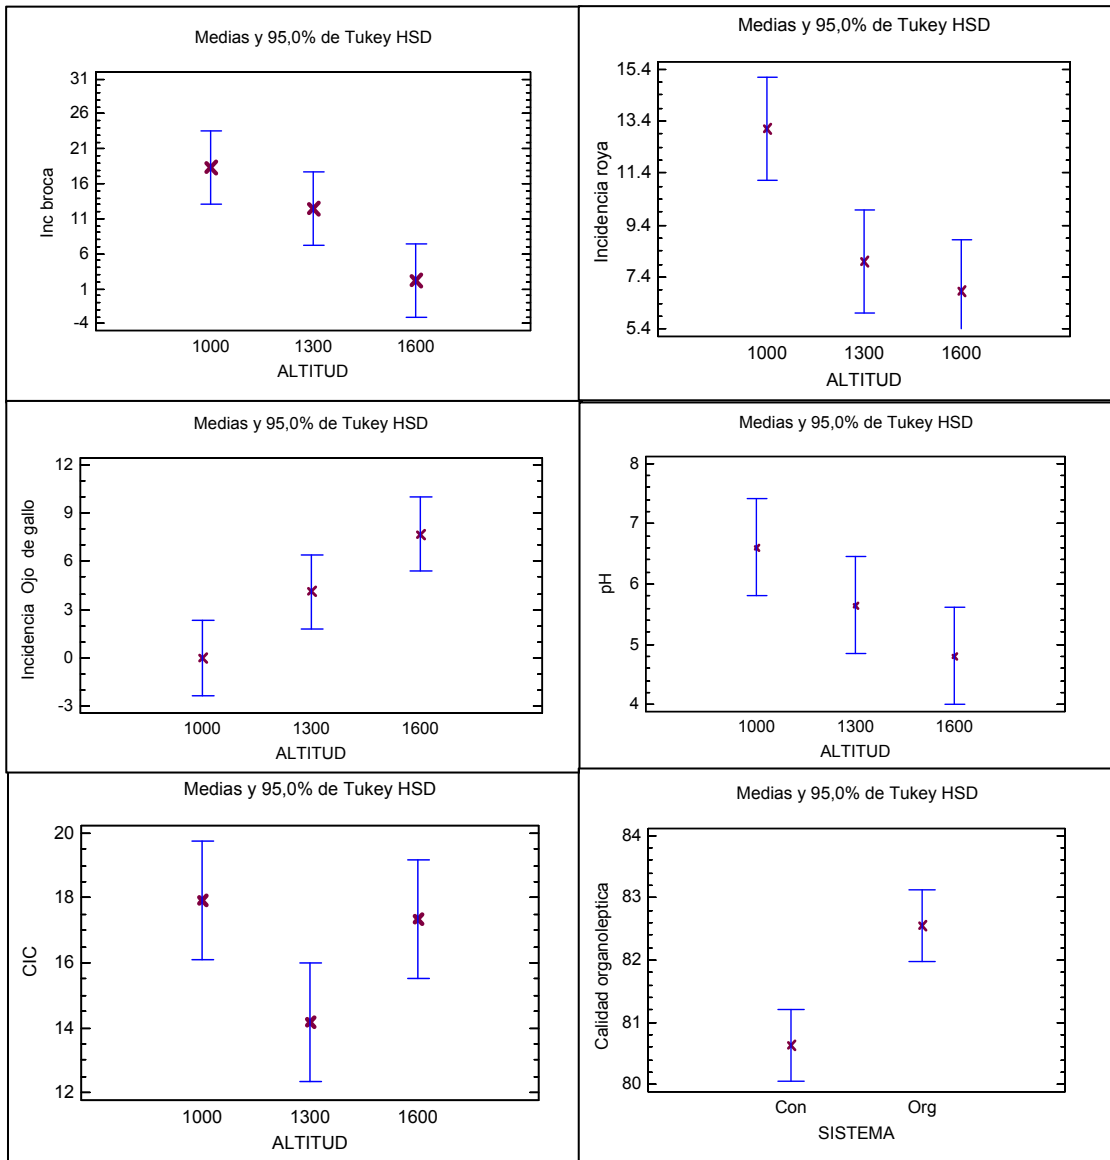 Medias y 95,0% de Tukey HSD
Inc broca
31
26
21
16
11
6
1
-4
1000 1300 1600
ALTITUD
Medias y 95,0% de Tukey HSD
Incidencia roya
15.4
13.4
11.4
9.4
7.4
5.4
1000 1300 1600
ALTITUD
Medias y 95,0% de Tukey HSD
Incidencia Ojo de gallo
12
9
6
3
0
-3
1000 1300 1600
ALTITUD
Medias y 95,0% de Tukey HSD
pH
8
7
6
5
4
1000 1300 1600
ALTITUD
Medias y 95,0% de Tukey HSD
CIC
20
18
16
14
12
1000 1300 1600
ALTITUD
Medias y 95,0% de Tukey HSD
Calidad organoleptica
84
83
82
81
80
Con Org
SISTEMA